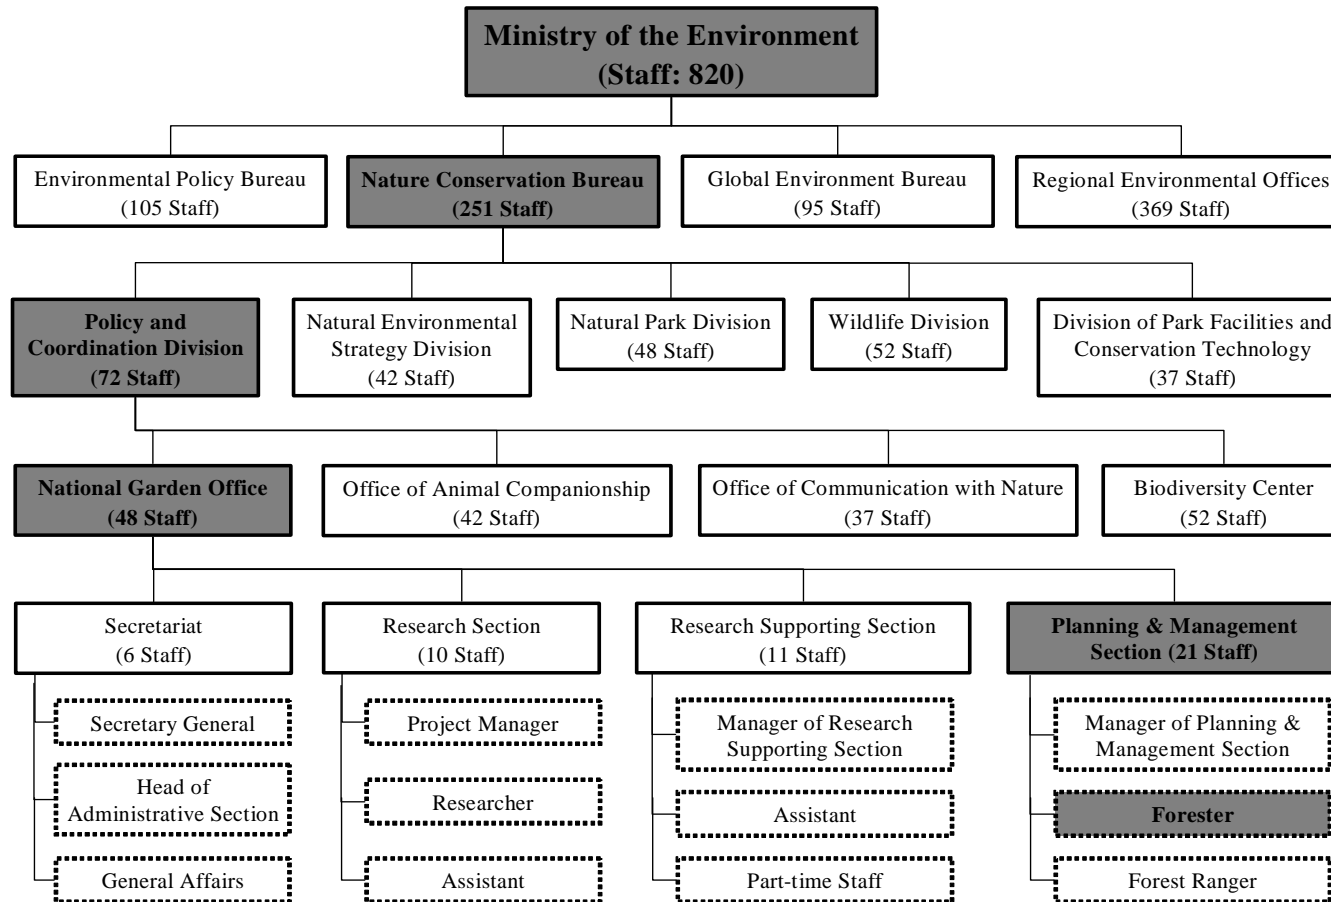 Ministry of the Environment
(Staff: 820)
Environmental Policy Bureau
(105 Staff)
Nature Conservation Bureau
(251 Staff)
Global Environment Bureau
(95 Staff)
Regional Environmental Offices
(369 Staff)
Policy and
Coordination Division
(72 Staff)
Natural Environmental
Strategy Division
(42 Staff)
Natural Park Division
(48 Staff)
Wildlife Division
(52 Staff)
Division of Park Facilities and
Conservation Technology
(37 Staff)
National Garden Office
(48 Staff)
Office of Animal Companionship
(42 Staff)
Office of Communication with Nature
(37 Staff)
Biodiversity Center
(52 Staff)
Secretariat
(6 Staff)
Research Section
(10 Staff)
Research Supporting Section
(11 Staff)
Planning & Management
Section (21 Staff)
Secretary General
Head of
Administrative Section
General Affairs
Project Manager
Researcher
Assistant
Manager of Research
Supporting Section
Assistant
Part-time Staff
Manager of Planning &
Management Section
Forester
Forest Ranger